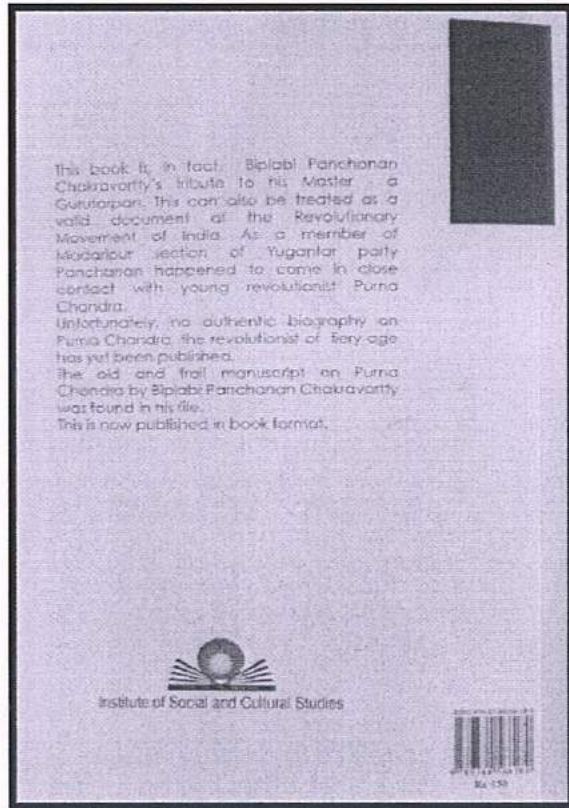 This book is, in fact, Biplabi Panchanan
Chakravortty's tribute to his Master - a
Gurutarpan. This can also be treated as a
valid document of the Revolutionary
Movement of India. As a member of
Madaripur section of Yugantar party
Panchanan happened to come in close
contact with young revolutionist Purna
Chandra.
Unfortunately, no authentic biography on
Purna Chandra, the revolutionist of fiery age
has yet been published.
The old and frail manuscript on Purna
Chandra by Biplabi Panchanan Chakravortty
was found in his file.
This is now published in book format.
Institute of Social and Cultural Studies